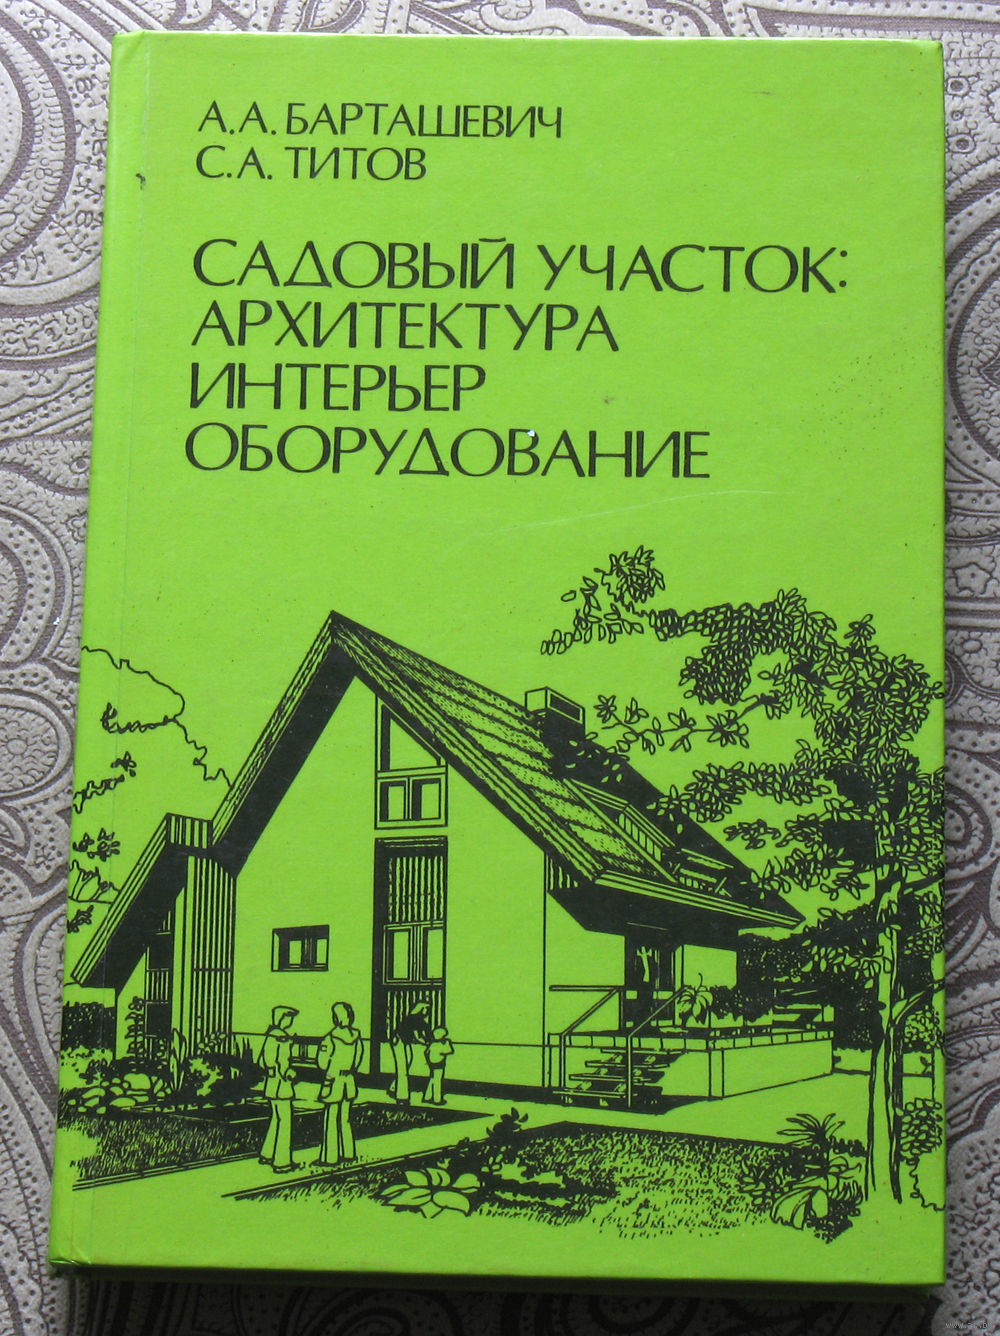 А.А. БАРТАШЕВИЧ
С.А. ТИТОВ
САДОВЫЙ УЧАСТОК:
АРХИТЕКТУРА
ИНТЕРЬЕР
ОБОРУДОВАНИЕ